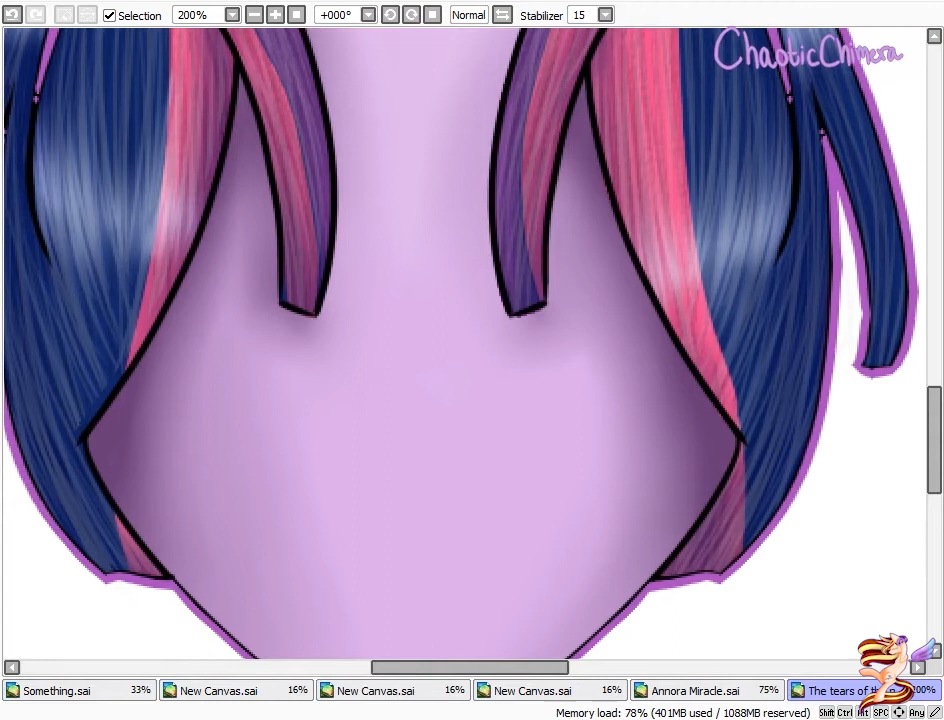 Selection 200% +000° Normal Stabilizer 15
ChaoticChimera
Something.sai 33% New Canvas.sai 16% New Canvas.sai 16% New Canvas.sai 16% Annora Miracle.sai 75% The tears of 200%
Memory load: 78% (401MB used / 1088MB reserved) Shift Ctrl Alt SPC Any